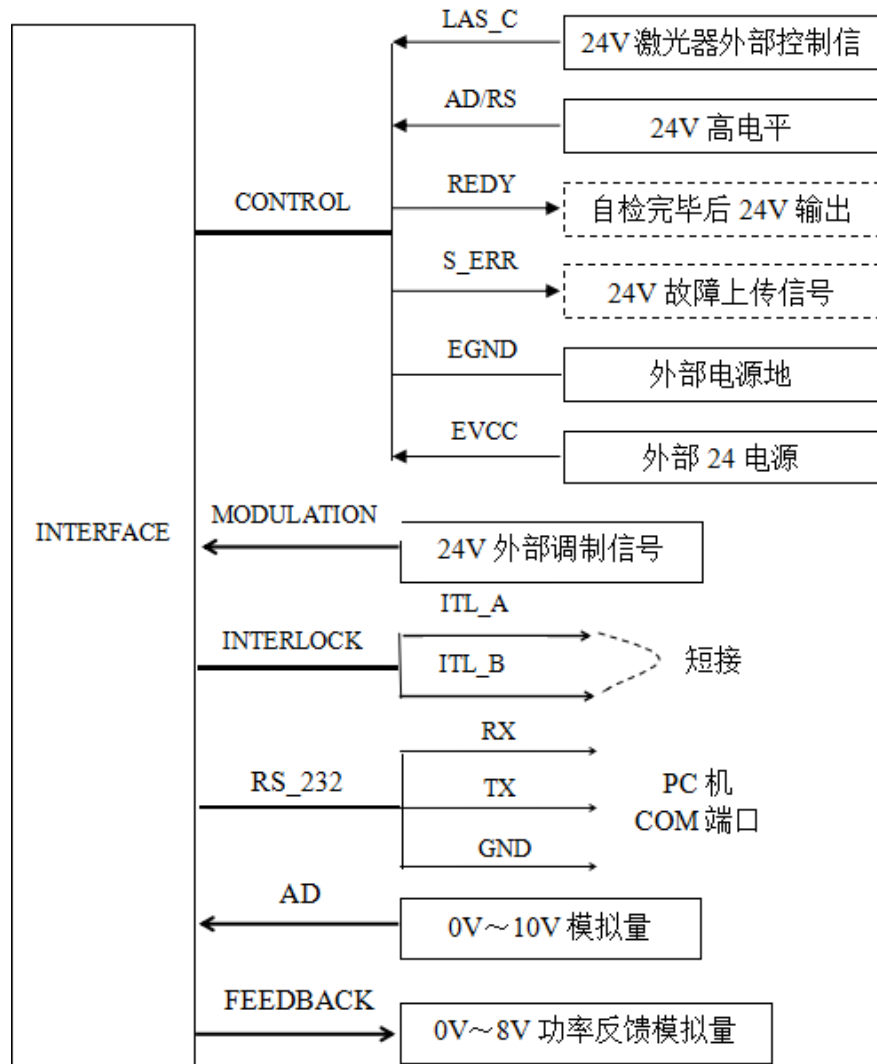 LAS_C
24V 激光器外部控制信
AD/RS
24V 高电平
REDY
CONTROL
自检完毕后 24V 输出
S_ERR
24V 故障上传信号
EGND
外部电源地
EVCC
外部 24 电源
INTERFACE
MODULATION
24V 外部调制信号
ITL_A
INTERLOCK
ITL_B
短接
RX
RS_232
TX
PC 机
COM 端口
GND
AD
0V～10V 模拟量
FEEDBACK
0V～8V 功率反馈模拟量